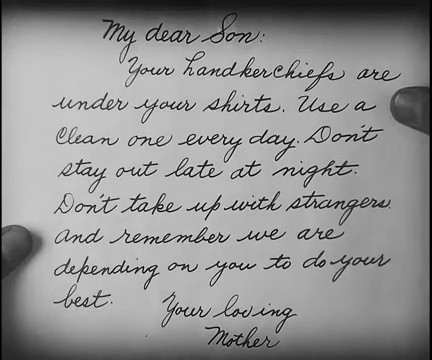 My dear Son:
Your handkerchiefs are
under your shirts. Use a
clean one every day. Don't
stay out late at night.
Don't take up with strangers
and remember we are
depending on you to do your
best.
Your loving
Mother